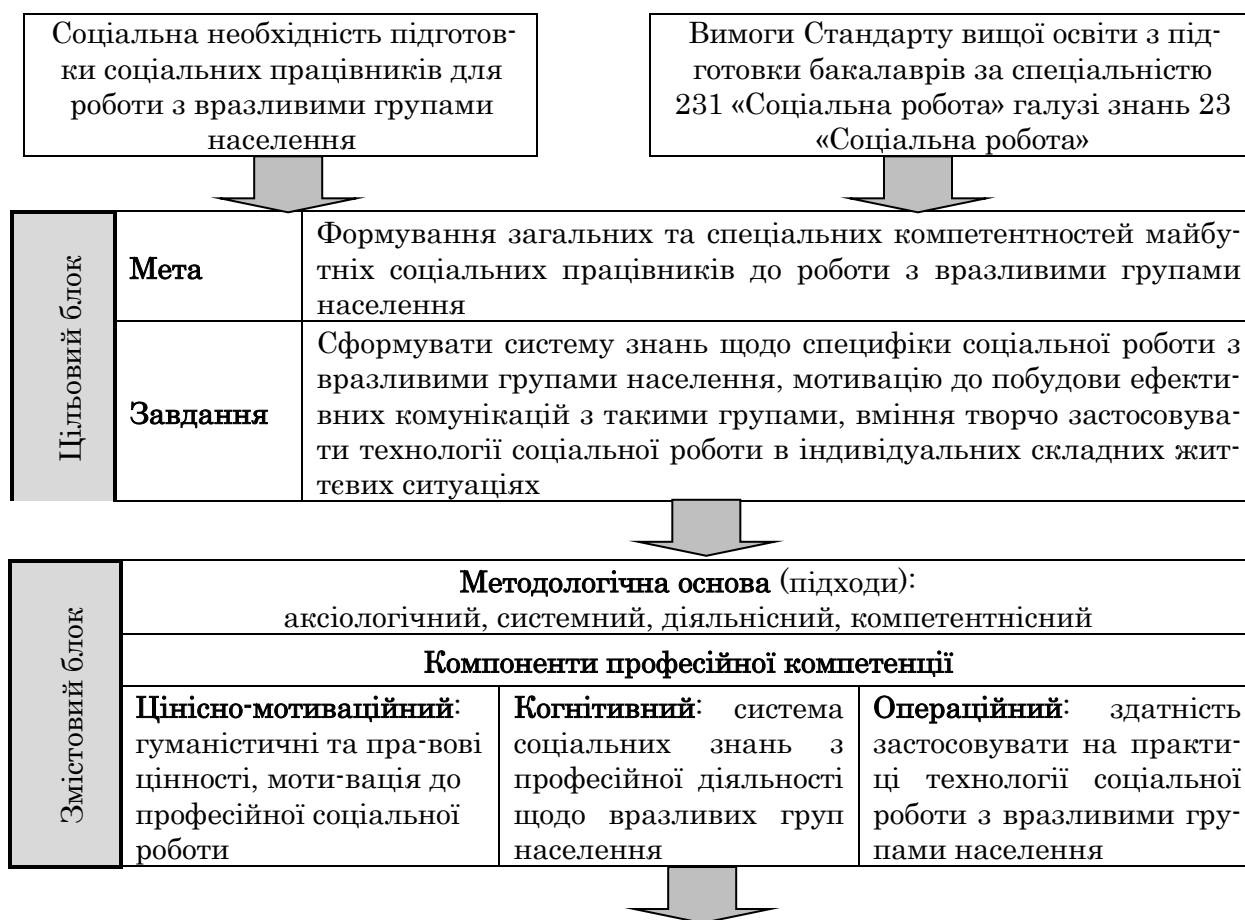 Соціальна необхідність підготов-
ки соціальних працівників для
роботи з вразливими групами
населення
Вимоги Стандарту вищої освіти з під-
готовки бакалаврів за спеціальністю
231 «Соціальна робота» галузі знань 23
«Соціальна робота»
Цільовий блок
Мета
Формування загальних та спеціальних компетентностей майбу-
тніх соціальних працівників до роботи з вразливими групами
населення
Завдання
Сформувати систему знань щодо специфіки соціальної роботи з
вразливими групами населення, мотивацію до побудови ефекти-
вних комунікацій з такими групами, вміння творчо застосовува-
ти технології соціальної роботи в індивідуальних складних жит-
тєвих ситуаціях
Змістовий блок
Методологічна основа (підходи):
аксіологічний, системний, діяльнісний, компетентнісний
Компоненти професійної компетенції
Цінісно-мотиваційний:
гуманістичні та пра-вові
цінності, моти-вація до
професійної соціальної
роботи
Когнітивний: система
соціальних знань з
професійної діяльності
щодо вразливих груп
населення
Операційний: здатність
застосовувати на практи-
ці технології соціальної
роботи з вразливими гру-
пами населення